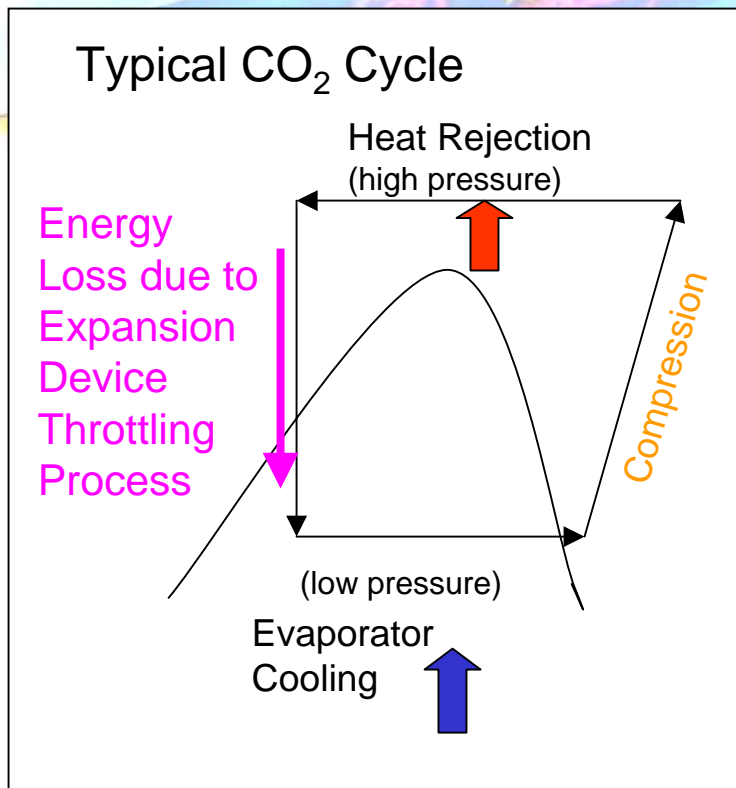 Typical CO₂ Cycle
Heat Rejection
(high pressure)
Energy
Loss due to
Expansion
Device
Throttling
Process
Compression
(low pressure)
Evaporator
Cooling